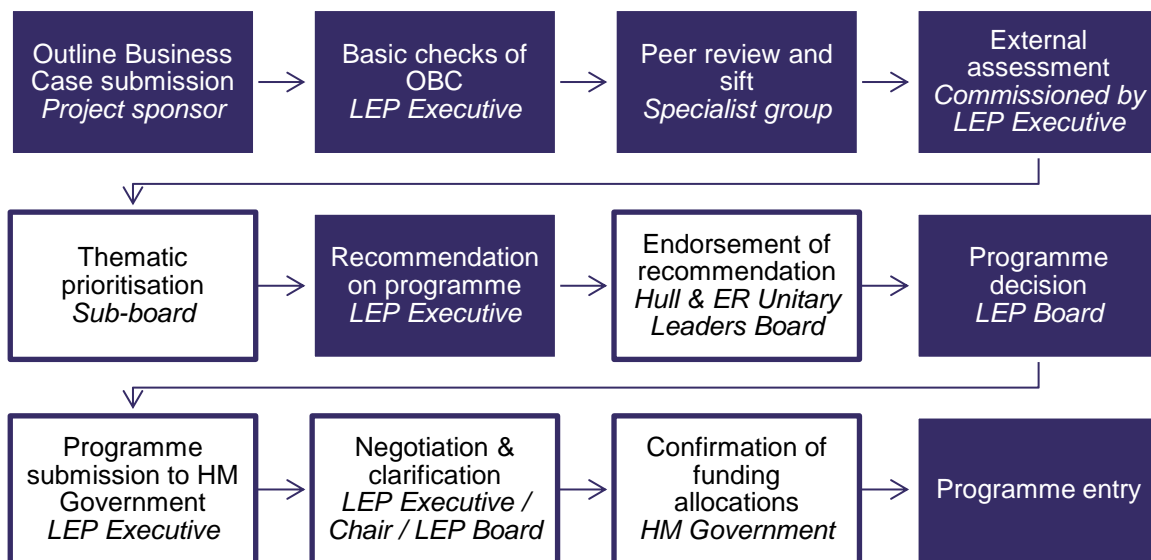 Outline Business
Case submission
Project sponsor
Basic checks of
OBC
LEP Executive
Peer review and
sift
Specialist group
External
assessment
Commissioned by
LEP Executive
Thematic
prioritisation
Sub-board
Recommendation
on programme
LEP Executive
Endorsement of
recommendation
Hull & ER Unitary
Leaders Board
Programme
decision
LEP Board
Programme
submission to HM
Government
LEP Executive
Negotiation &
clarification
LEP Executive /
Chair / LEP Board
Confirmation of
funding
allocations
HM Government
Programme entry